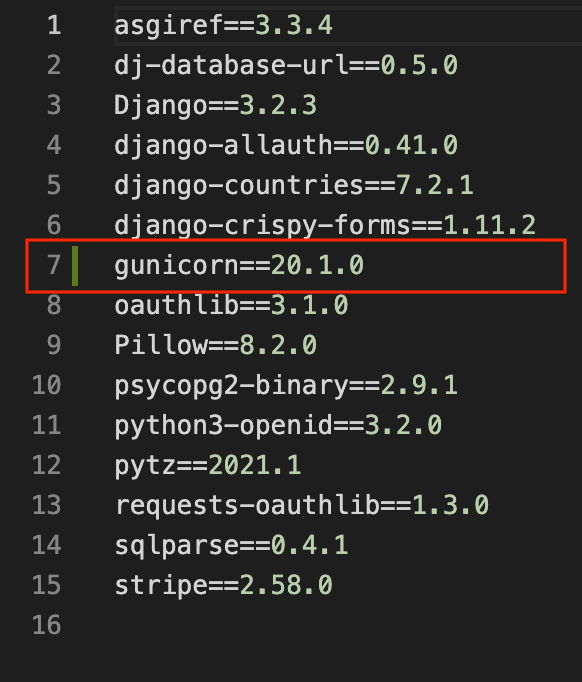 1 asgiref==3.3.4
2 dj-database-url==0.5.0
3 Django==3.2.3
4 django-allauth==0.41.0
5 django-countries==7.2.1
6 django-crispy-forms==1.11.2
7 gunicorn==20.1.0
8 oauthlib==3.1.0
9 Pillow==8.2.0
10 psycopg2-binary==2.9.1
11 python3-openid==3.2.0
12 pytz==2021.1
13 requests-oauthlib==1.3.0
14 sqlparse==0.4.1
15 stripe==2.58.0
16